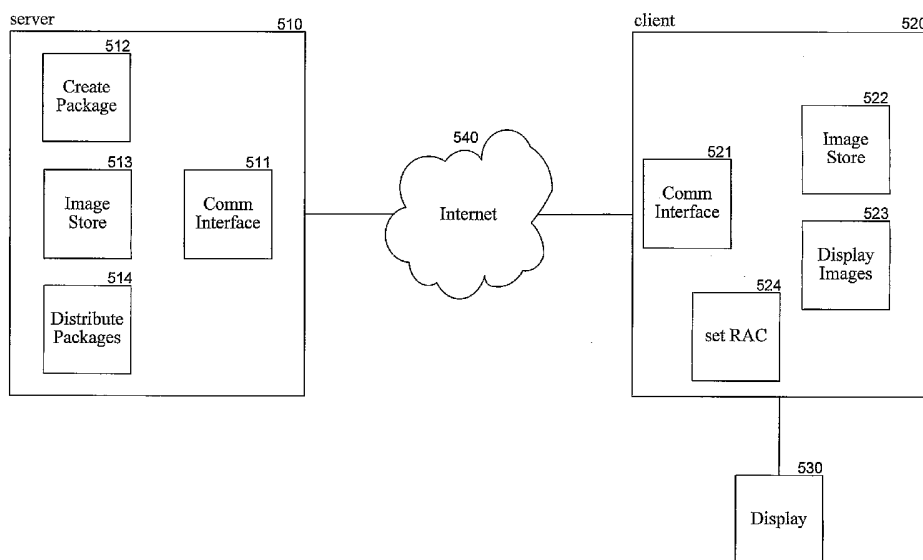 server
510
512
Create
Package
513
Image
Store
511
Comm
Interface
514
Distribute
Packages
540
Internet
client
520
522
Image
Store
521
Comm
Interface
523
Display
Images
524
set RAC
530
Display